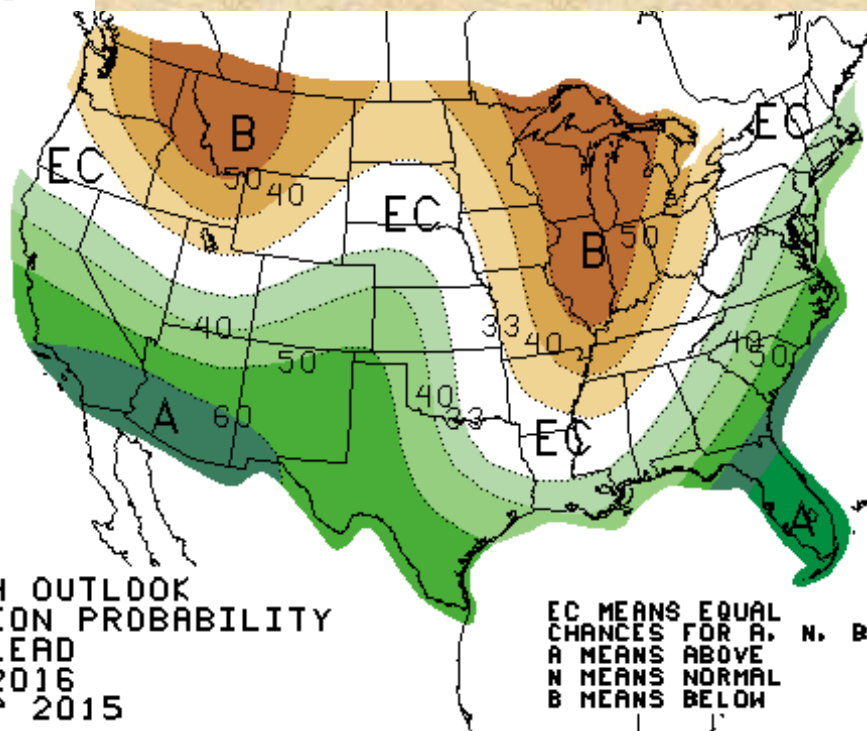 B
EC
EC
50
40
EC
B
50
33
40
40
50
40
50
A
60
40
33
EC
A
OUTLOOK
ION PROBABILITY
LEAD
2016
2015
EC MEANS EQUAL
CHANCES FOR A, N, B
A MEANS ABOVE
N MEANS NORMAL
B MEANS BELOW